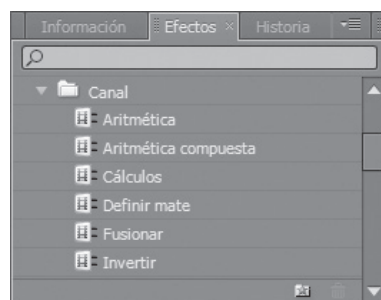 Información Efectos Historia
Canal
Aritmética
Aritmética compuesta
Cálculos
Definir mate
Fusionar
Invertir